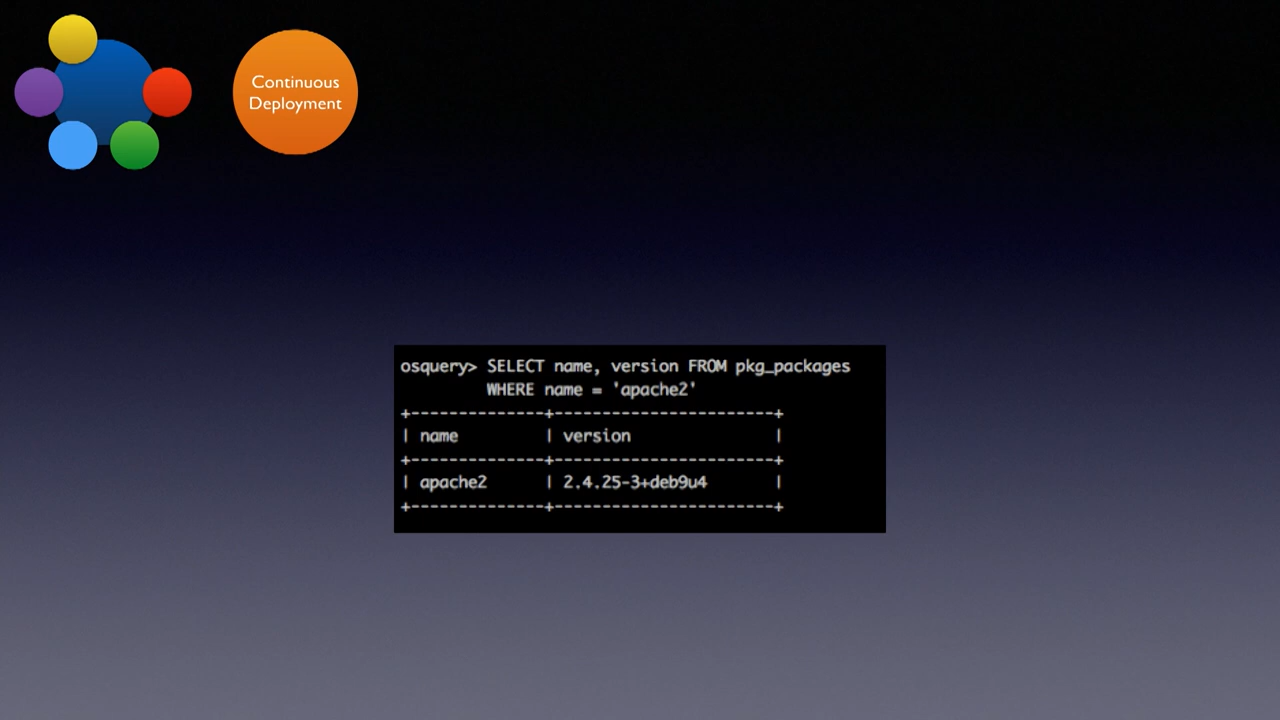 Continuous
Deployment
osquery> SELECT name, version FROM pkg_packages
WHERE name = 'apache2'
+--------------+-----------------------+
| name | version |
+--------------+-----------------------+
| apache2 | 2.4.25-3+deb9u4 |
+--------------+-----------------------+